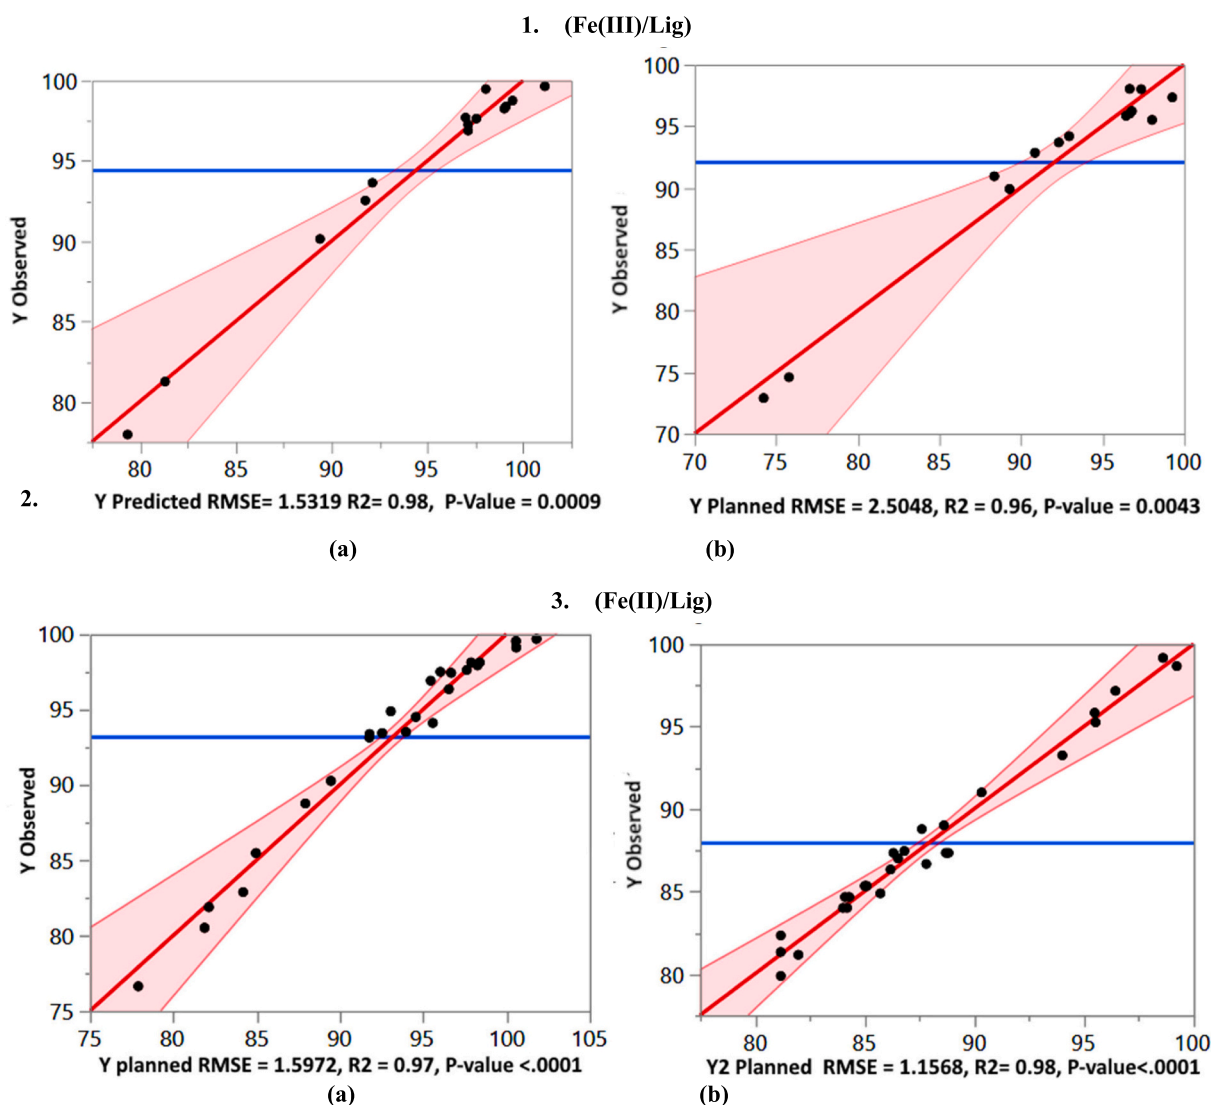 1. (Fe(III)/Lig)
100
95
90
85
80
Y Observed
80 85 90 95 100
Y Predicted RMSE= 1.5319 R2= 0.98, P-Value = 0.0009
(a)
100
95
90
85
80
75
70
Y Observed
70 75 80 85 90 95 100
Y Planned RMSE = 2.5048, R2 = 0.96, P-value = 0.0043
(b)
2.
3. (Fe(II)/Lig)
100
95
90
85
80
75
Y Observed
75 80 85 90 95 100 105
Y planned RMSE = 1.5972, R2 = 0.97, P-value <.0001
(a)
100
95
90
85
80
Y Observed
80 85 90 95 100
Y2 Planned RMSE = 1.1568, R2= 0.98, P-value<.0001
(b)